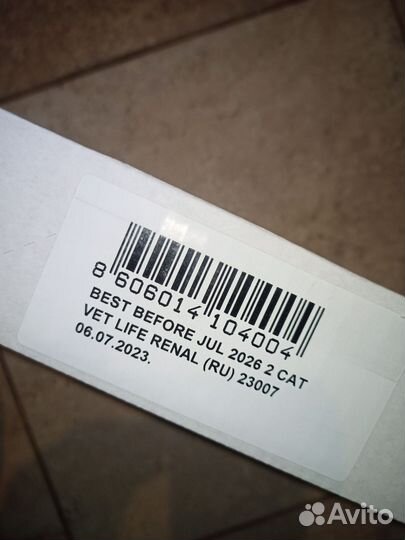 8 606014 104004
BEST BEFORE JUL 2026 2 CAT
VET LIFE RENAL (RU) 23007
06.07.2023.
Avito